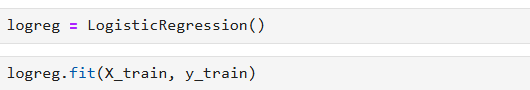 logreg = LogisticRegression()
logreg.fit(X_train, y_train)